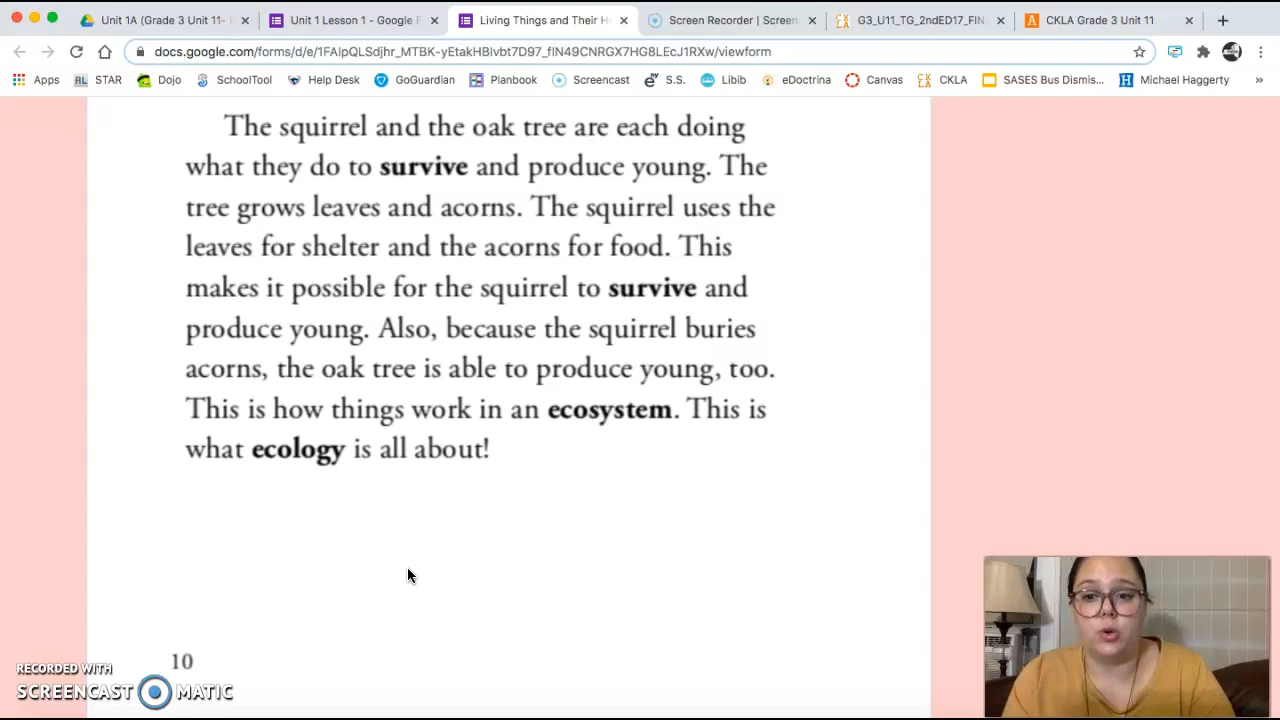 Unit 1A (Grade 3 Unit 11-
Unit 1 Lesson 1 - Google F
Living Things and Their H
Screen Recorder | Screen
G3_U11_TG_2ndED17_FIN
CKLA Grade 3 Unit 11
docs.google.com/forms/d/e/1FAIpQLSdjhr_MTBK-yEtakHBlvbt7D97_flN49CNRGX7HG8LEcJ1RXw/viewform
Apps
RL STAR
Dojo
SchoolTool
Help Desk
GoGuardian
Planbook
Screencast
S.S.
Libib
eDoctrina
Canvas
CKLA
SASES Bus Dismis...
Michael Haggerty
»
The squirrel and the oak tree are each doing
what they do to survive and produce young. The
tree grows leaves and acorns. The squirrel uses the
leaves for shelter and the acorns for food. This
makes it possible for the squirrel to survive and
produce young. Also, because the squirrel buries
acorns, the oak tree is able to produce young, too.
This is how things work in an ecosystem. This is
what ecology is all about!
10
RECORDED WITH
SCREENCAST MATIC